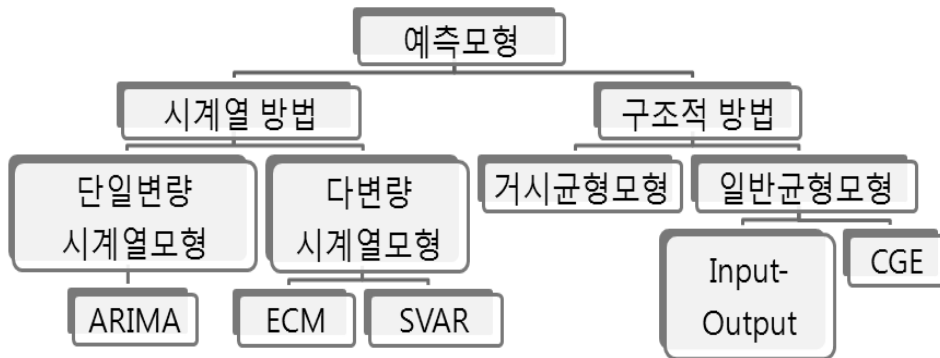 예측모형
시계열 방법
구조적 방법
단일변량
시계열모형
다변량
시계열모형
거시균형모형
일반균형모형
ARIMA
ECM
SVAR
Input-
Output
CGE